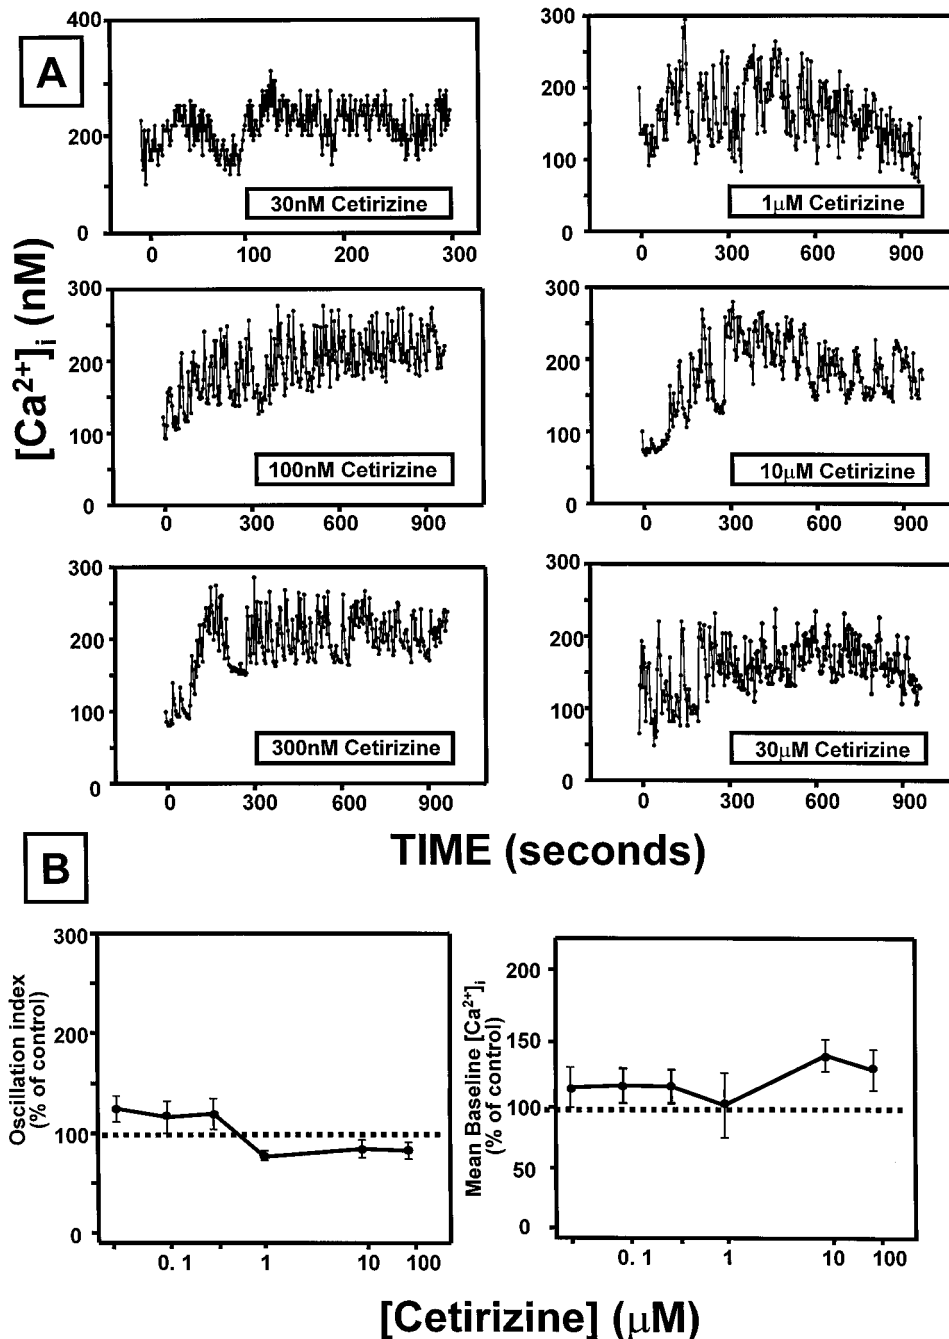 A
[Ca²⁺]ᵢ (nM)
400
200
0
0 100 200 300
30nM Cetirizine
300
200
100
0
0 300 600 900
1μM Cetirizine
300
200
100
0
0 300 600 900
100nM Cetirizine
300
200
100
0
0 300 600 900
10μM Cetirizine
300
200
100
0
0 300 600 900
300nM Cetirizine
300
200
100
0
0 300 600 900
30μM Cetirizine
TIME (seconds)
B
Oscillation index
(% of control)
300
200
100
0
0. 1 1 10 100
Mean Baseline [Ca²⁺]ᵢ
(% of control)
200
150
100
50
0
0.1 1 10 100
[Cetirizine] (μM)